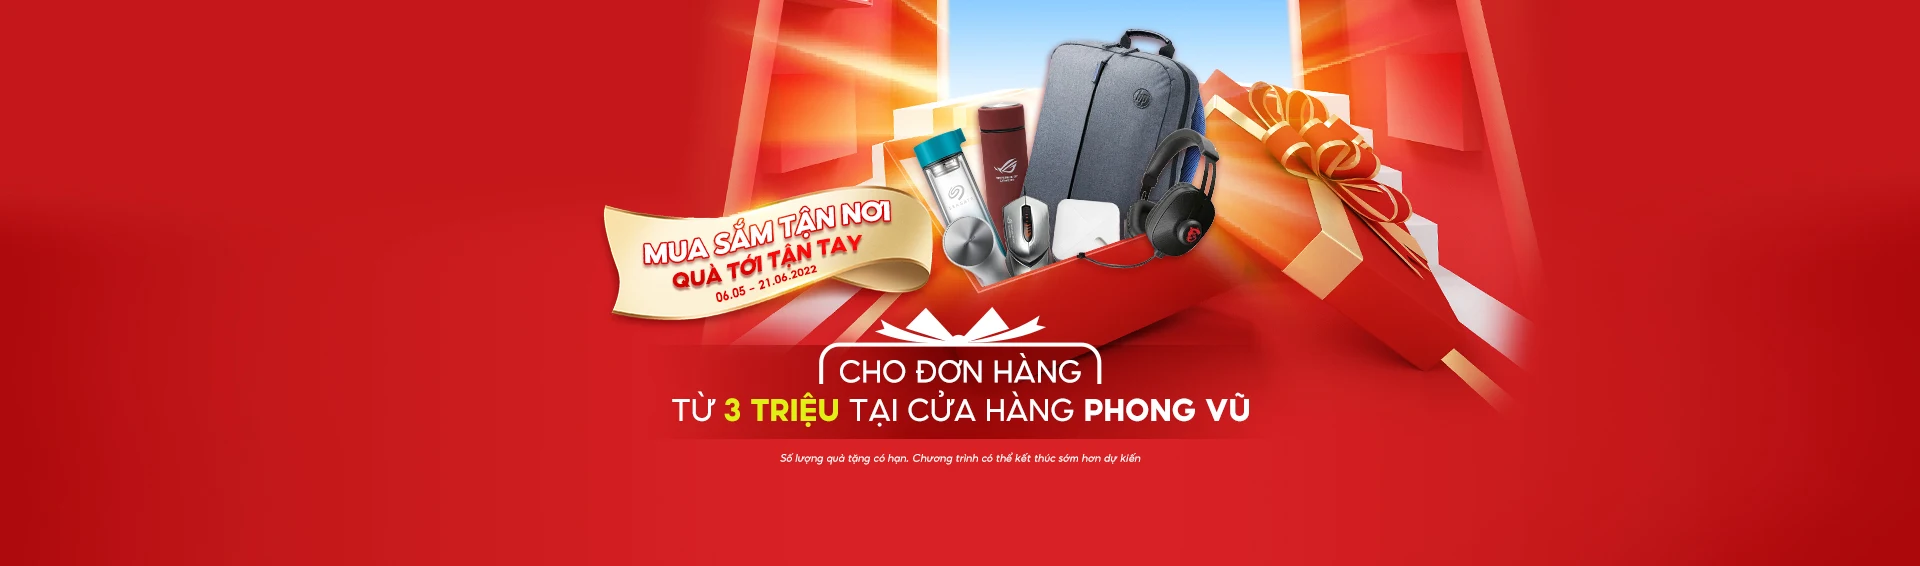 MUA SẮM TẬN NƠI
QUÀ TỚI TẬN TAY
06.05 - 21.06.2022
CHO ĐƠN HÀNG
TỪ 3 TRIỆU TẠI CỬA HÀNG PHONG VŨ
Số lượng quà tặng có hạn. Chương trình có thể kết thúc sớm hơn dự kiến
hp